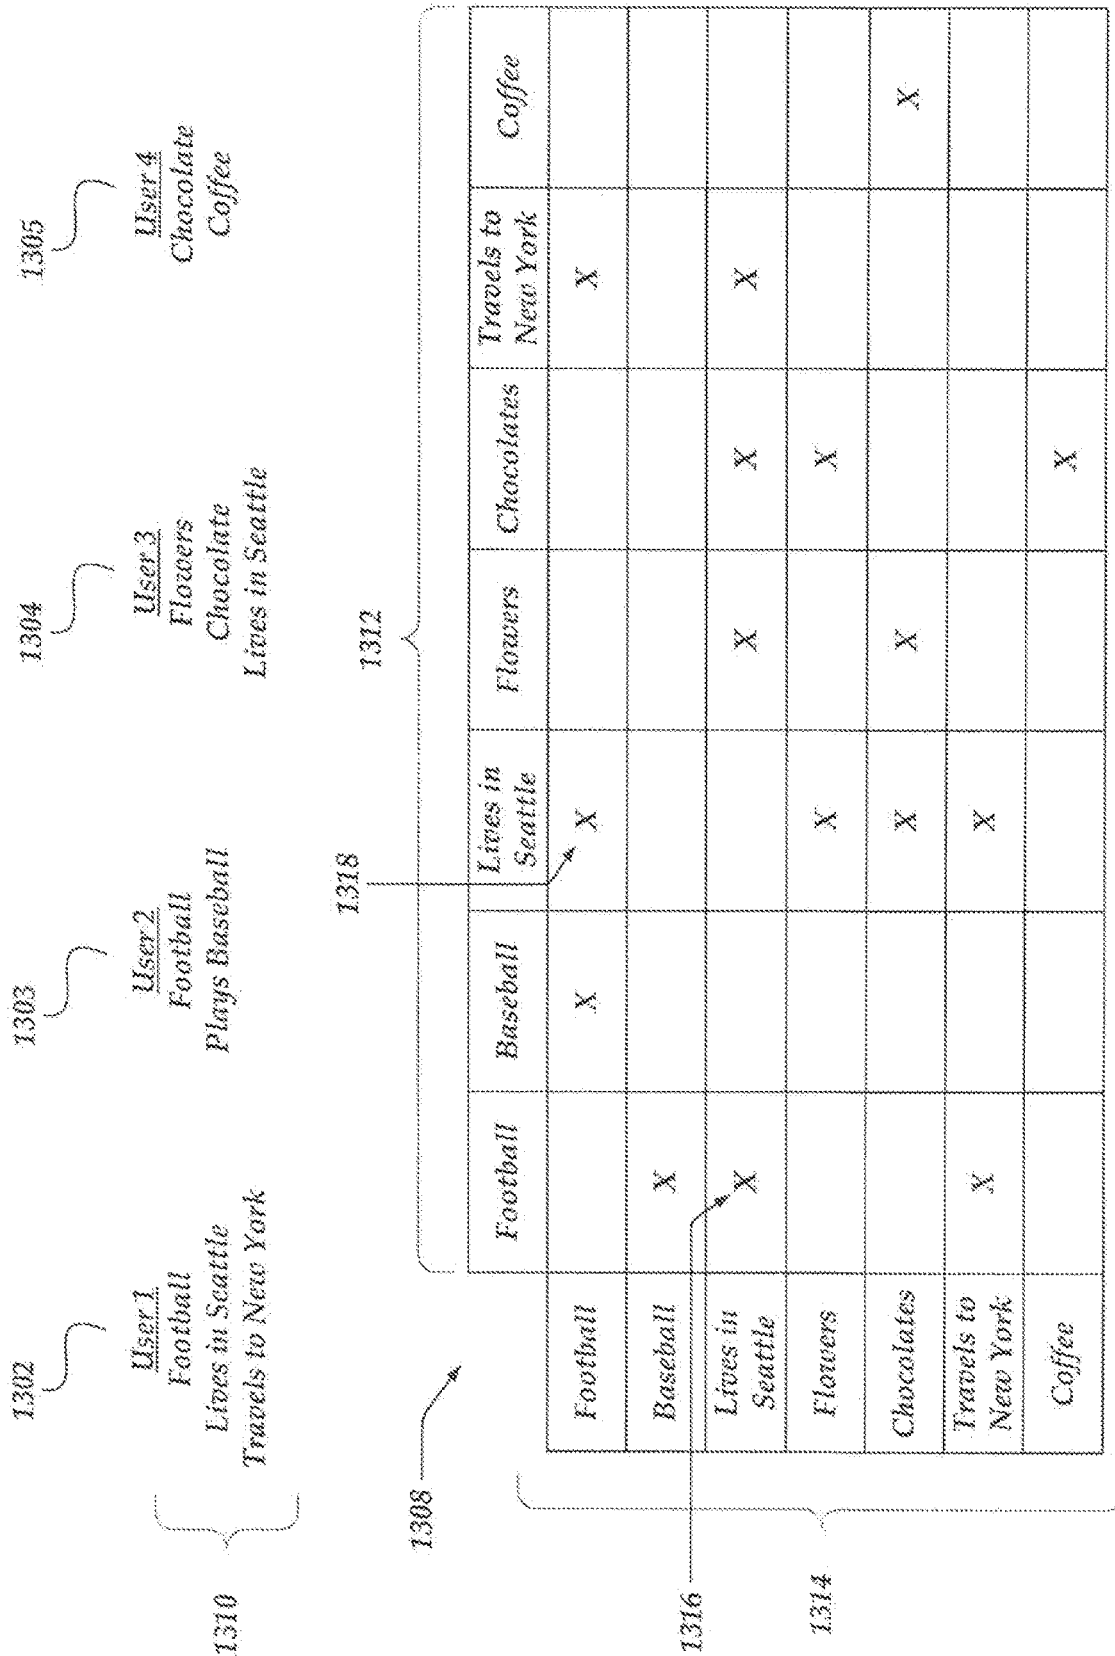 1302
1303
1304
1305
User 1
Football
Lives in Seattle
Travels to New York
User 2
Football
Plays Baseball
User 3
Flowers
Chocolate
Lives in Seattle
User 4
Chocolate
Coffee
1310
1308
1318
1312
Football
Baseball
Lives in
Seattle
Flowers
Chocolates
Travels to
New York
Coffee
Football
X
X
X
Baseball
X
Lives in
Seattle
X
X
X
X
Flowers
X
X
Chocolates
X
X
X
Travels to
New York
X
X
Coffee
X
1316
1314